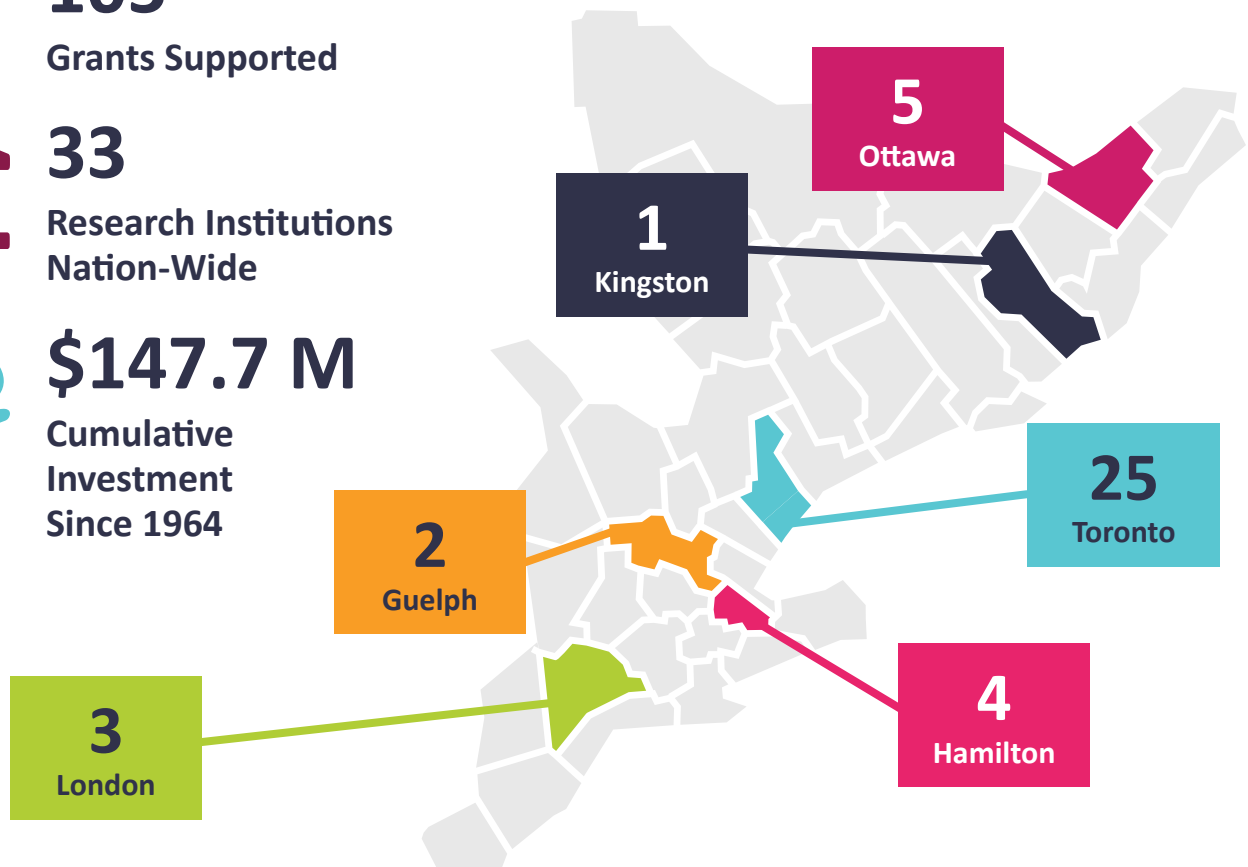 Grants Supported
33
Research Institutions
Nation-Wide
$147.7 M
Cumulative
Investment
Since 1964
5
Ottawa
1
Kingston
25
Toronto
2
Guelph
4
Hamilton
3
London